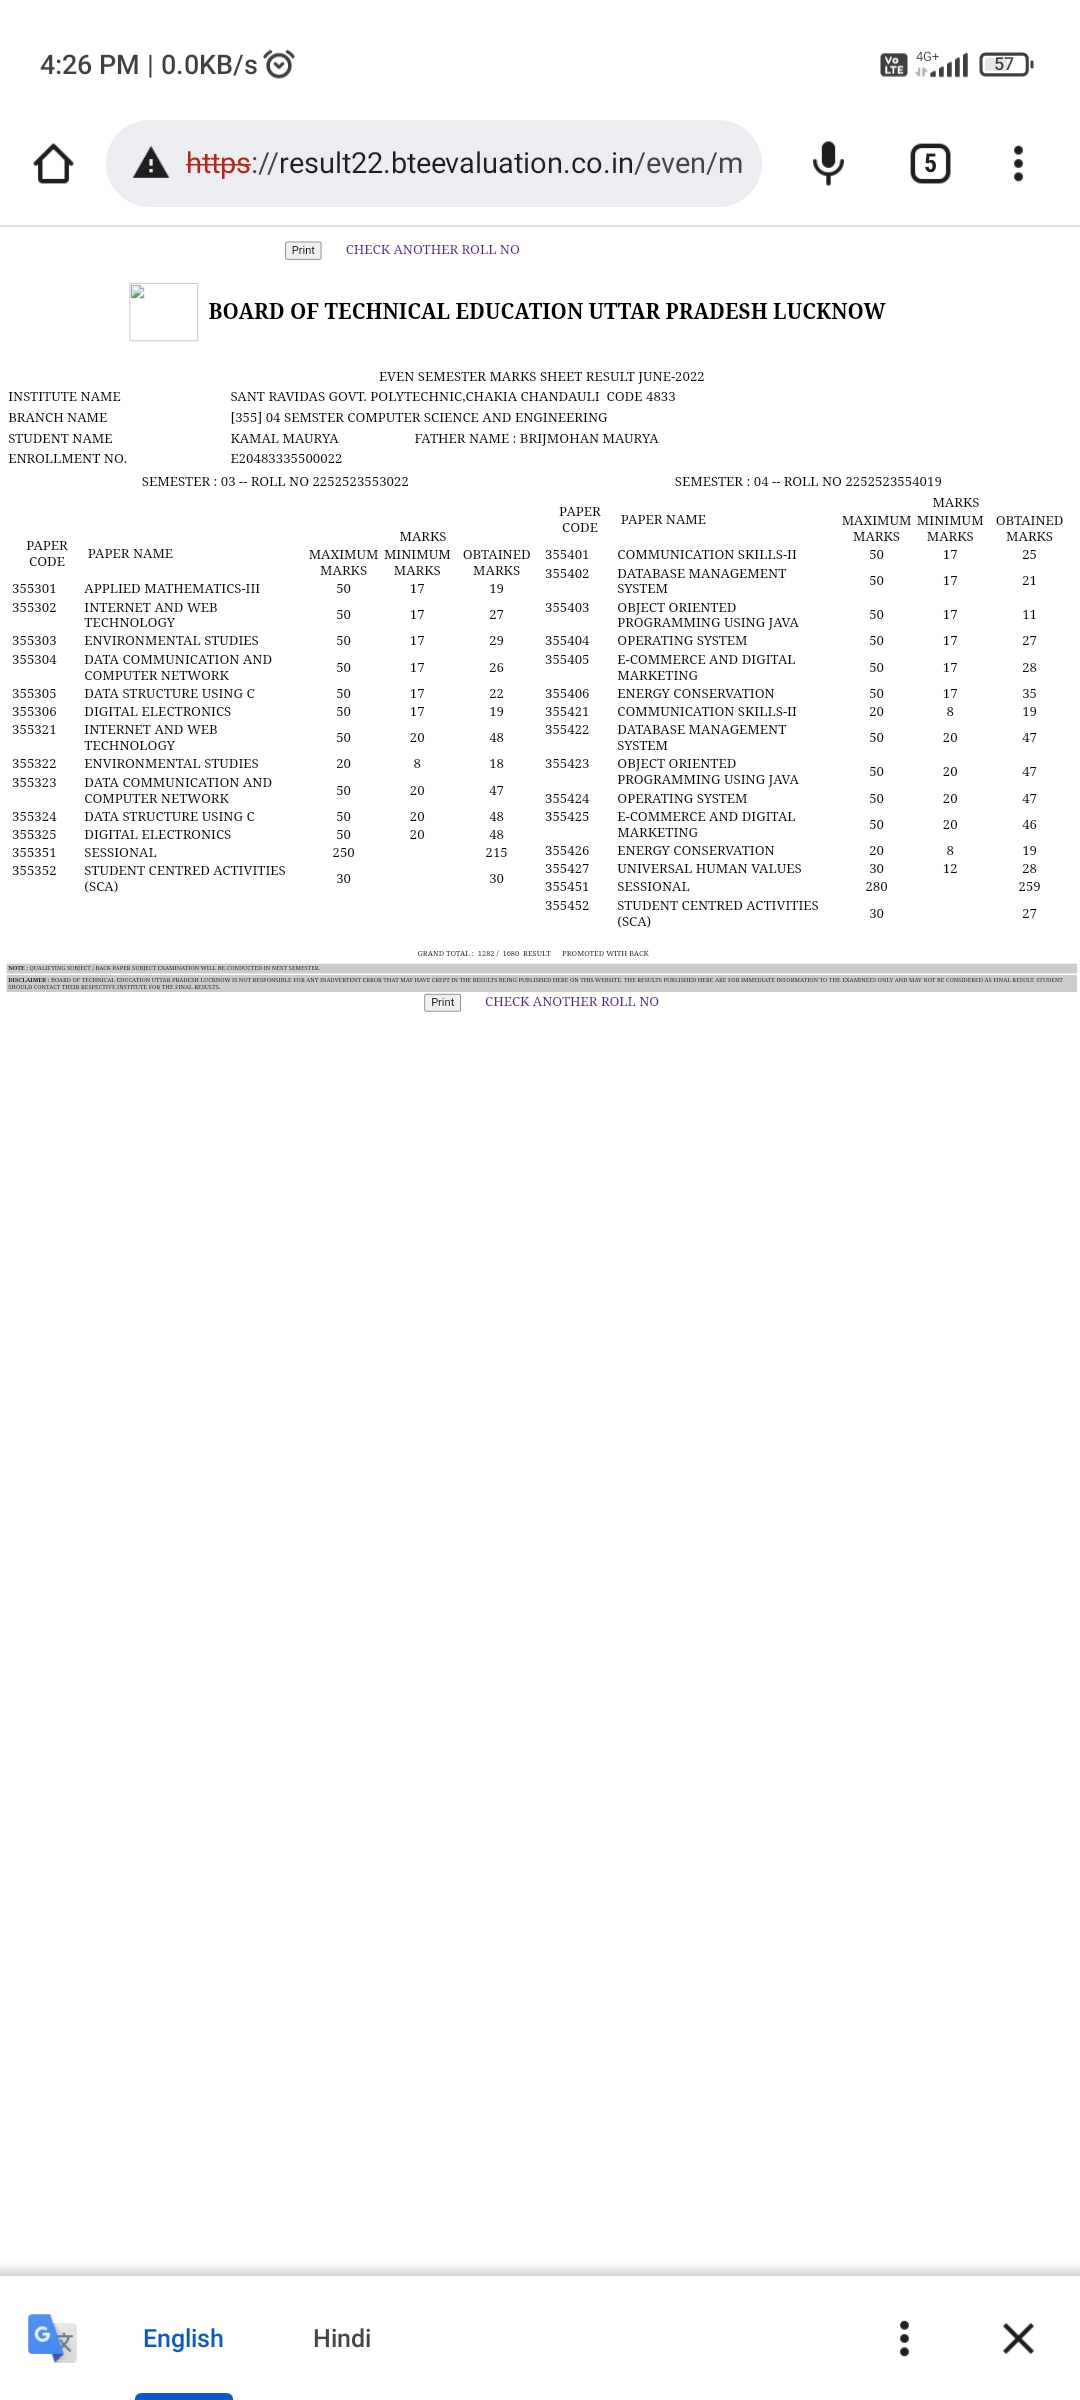 4:26 PM | 0.0KB/s
Vo LTE 4G+ 57
https://result22.bteevaluation.co.in/even/m
5
Print CHECK ANOTHER ROLL NO
BOARD OF TECHNICAL EDUCATION UTTAR PRADESH LUCKNOW
EVEN SEMESTER MARKS SHEET RESULT JUNE-2022
INSTITUTE NAME SANT RAVIDAS GOVT. POLYTECHNIC,CHAKIA CHANDAULI CODE 4833
BRANCH NAME [355] 04 SEMSTER COMPUTER SCIENCE AND ENGINEERING
STUDENT NAME KAMAL MAURYA FATHER NAME : BRIJMOHAN MAURYA
ENROLLMENT NO. E20483335500022
SEMESTER : 03 -- ROLL NO 2252523553022
MARKS
PAPER CODE PAPER NAME MAXIMUM MARKS MINIMUM MARKS OBTAINED MARKS
355301 APPLIED MATHEMATICS-III 50 17 19
355302 INTERNET AND WEB TECHNOLOGY 50 17 27
355303 ENVIRONMENTAL STUDIES 50 17 29
355304 DATA COMMUNICATION AND COMPUTER NETWORK 50 17 26
355305 DATA STRUCTURE USING C 50 17 22
355306 DIGITAL ELECTRONICS 50 17 19
355321 INTERNET AND WEB TECHNOLOGY 50 20 48
355322 ENVIRONMENTAL STUDIES 20 8 18
355323 DATA COMMUNICATION AND COMPUTER NETWORK 50 20 47
355324 DATA STRUCTURE USING C 50 20 48
355325 DIGITAL ELECTRONICS 50 20 48
355351 SESSIONAL 250 215
355352 STUDENT CENTRED ACTIVITIES (SCA) 30 30
SEMESTER : 04 -- ROLL NO 2252523554019
MARKS
PAPER CODE PAPER NAME MAXIMUM MARKS MINIMUM MARKS OBTAINED MARKS
355401 COMMUNICATION SKILLS-II 50 17 25
355402 DATABASE MANAGEMENT SYSTEM 50 17 21
355403 OBJECT ORIENTED PROGRAMMING USING JAVA 50 17 11
355404 OPERATING SYSTEM 50 17 27
355405 E-COMMERCE AND DIGITAL MARKETING 50 17 28
355406 ENERGY CONSERVATION 50 17 35
355421 COMMUNICATION SKILLS-II 20 8 19
355422 DATABASE MANAGEMENT SYSTEM 50 20 47
355423 OBJECT ORIENTED PROGRAMMING USING JAVA 50 20 47
355424 OPERATING SYSTEM 50 20 47
355425 E-COMMERCE AND DIGITAL MARKETING 50 20 46
355426 ENERGY CONSERVATION 20 8 19
355427 UNIVERSAL HUMAN VALUES 30 12 28
355451 SESSIONAL 280 259
355452 STUDENT CENTRED ACTIVITIES (SCA) 30 27
GRAND TOTAL : 1282 / 1680 RESULT PROMOTED WITH BACK
NOTE : QUALIFYING SUBJECT / BACK PAPER SUBJECT EXAMINATION WILL BE CONDUCTED IN NEXT SEMESTER.
DISCLAIMER : BOARD OF TECHNICAL EDUCATION UTTAR PRADESH LUCKNOW IS NOT RESPONSIBLE FOR ANY INADVERTENT ERROR THAT MAY HAVE CREPT IN THE RESULTS BEING PUBLISHED HERE ON THIS WEBSITE. THE RESULTS PUBLISHED HERE ARE FOR IMMEDIATE INFORMATION TO THE EXAMINEES ONLY AND MAY NOT BE CONSIDERED AS FINAL RESULT. STUDENT
SHOULD CONTACT THEIR RESPECTIVE INSTITUTE FOR THE FINAL RESULTS.
Print CHECK ANOTHER ROLL NO
G 文 English Hindi